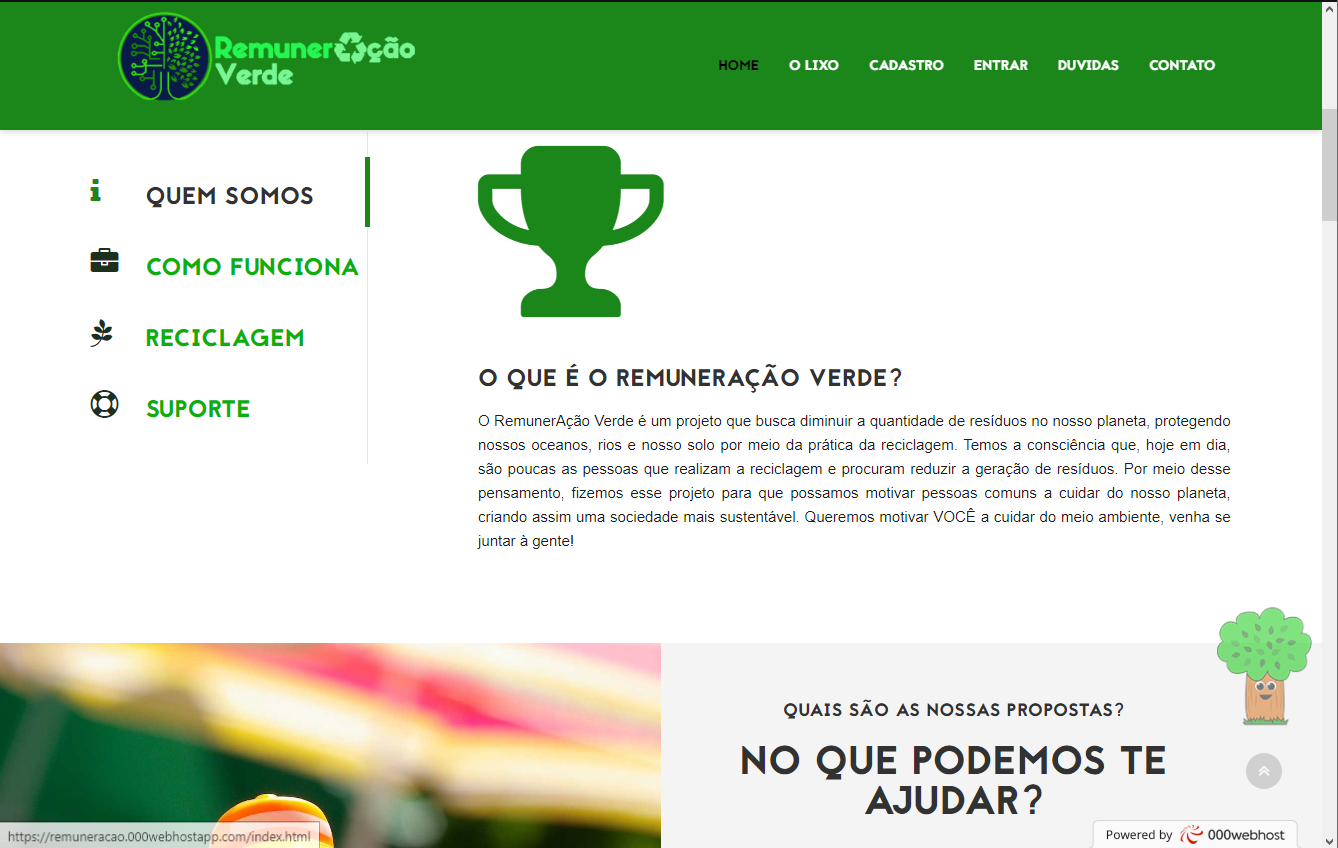 RemunerAção
Verde
HOME
O LIXO
CADASTRO
ENTRAR
DUVIDAS
CONTATO
QUEM SOMOS
COMO FUNCIONA
RECICLAGEM
SUPORTE
O QUE É O REMUNERAÇÃO VERDE?
O RemunerAção Verde é um projeto que busca diminuir a quantidade de resíduos no nosso planeta, protegendo
nossos oceanos, rios e nosso solo por meio da prática da reciclagem. Temos a consciência que, hoje em dia,
são poucas as pessoas que realizam a reciclagem e procuram reduzir a geração de resíduos. Por meio desse
pensamento, fizemos esse projeto para que possamos motivar pessoas comuns a cuidar do nosso planeta,
criando assim uma sociedade mais sustentável. Queremos motivar VOCÊ a cuidar do meio ambiente, venha se
juntar à gente!
QUAIS SÃO AS NOSSAS PROPOSTAS?
NO QUE PODEMOS TE
AJUDAR?
https://remuneracao.000webhostapp.com/index.html
Powered by 000webhost